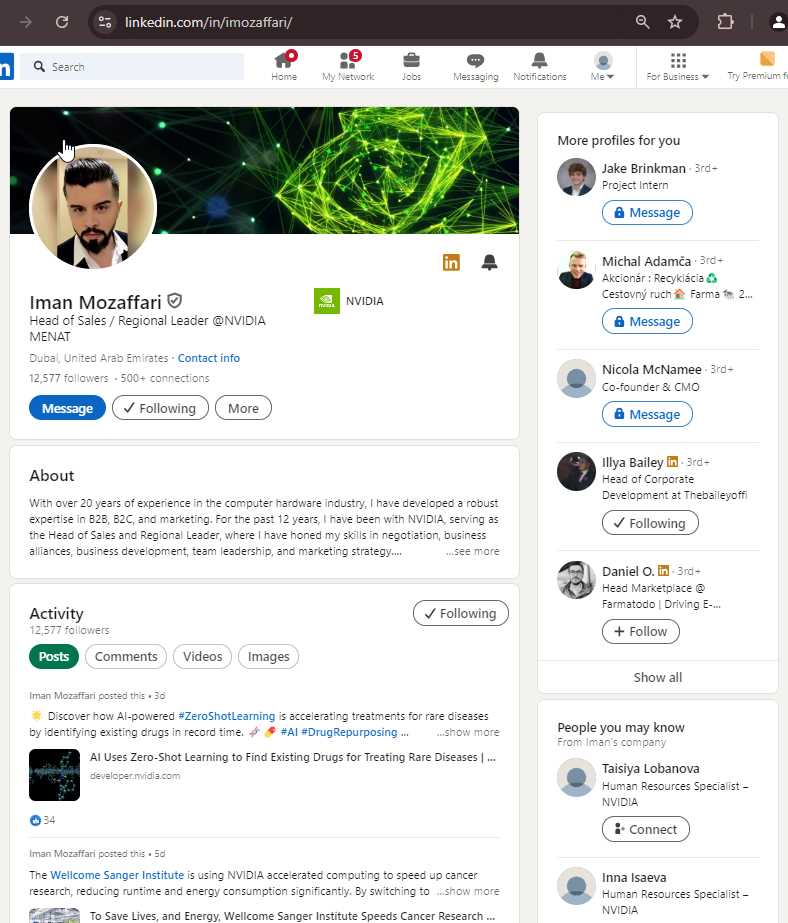 linkedin.com/in/imozaffari/
in
Search
Home
5
My Network
Jobs
Messaging
Notifications
Me
For Business
Try Premium f
in
Iman Mozaffari
Head of Sales / Regional Leader @NVIDIA
MENAT
NVIDIA
NVIDIA
Dubai, United Arab Emirates · Contact info
12,577 followers · 500+ connections
Message
Following
More
About
With over 20 years of experience in the computer hardware industry, I have developed a robust
expertise in B2B, B2C, and marketing. For the past 12 years, I have been with NVIDIA, serving as
the Head of Sales and Regional Leader, where I have honed my skills in negotiation, business
alliances, business development, team leadership, and marketing strategy.... ...see more
Activity
12,577 followers
Following
Posts
Comments
Videos
Images
Iman Mozaffari posted this • 3d
🌟 Discover how AI-powered #ZeroShotLearning is accelerating treatments for rare diseases
by identifying existing drugs in record time. 🧬 💊 #AI #DrugRepurposing ... ...show more
AI Uses Zero-Shot Learning to Find Existing Drugs for Treating Rare Diseases | ...
developer.nvidia.com
34
Iman Mozaffari posted this • 5d
The Wellcome Sanger Institute is using NVIDIA accelerated computing to speed up cancer
research, reducing runtime and energy consumption significantly. By switching to ...show more
To Save Lives, and Energy, Wellcome Sanger Institute Speeds Cancer Research ...
More profiles for you
Jake Brinkman · 3rd+
Project Intern
Message
Michal Adamča · 3rd+
Akcionár : Recykiácia♻️
Cestovný ruch🏠 Farma 🐄 2...
Message
Nicola McNamee · 3rd+
Co-founder & CMO
Message
Illya Bailey in · 3rd+
Head of Corporate
Development at Thebaileyoffi
Following
Daniel O. in · 3rd+
Head Marketplace @
Farmatodo | Driving E-...
Follow
Show all
People you may know
From Iman's company
Taisiya Lobanova
Human Resources Specialist –
NVIDIA
Connect
Inna Isaeva
Human Resources Specialist –
NVIDIA